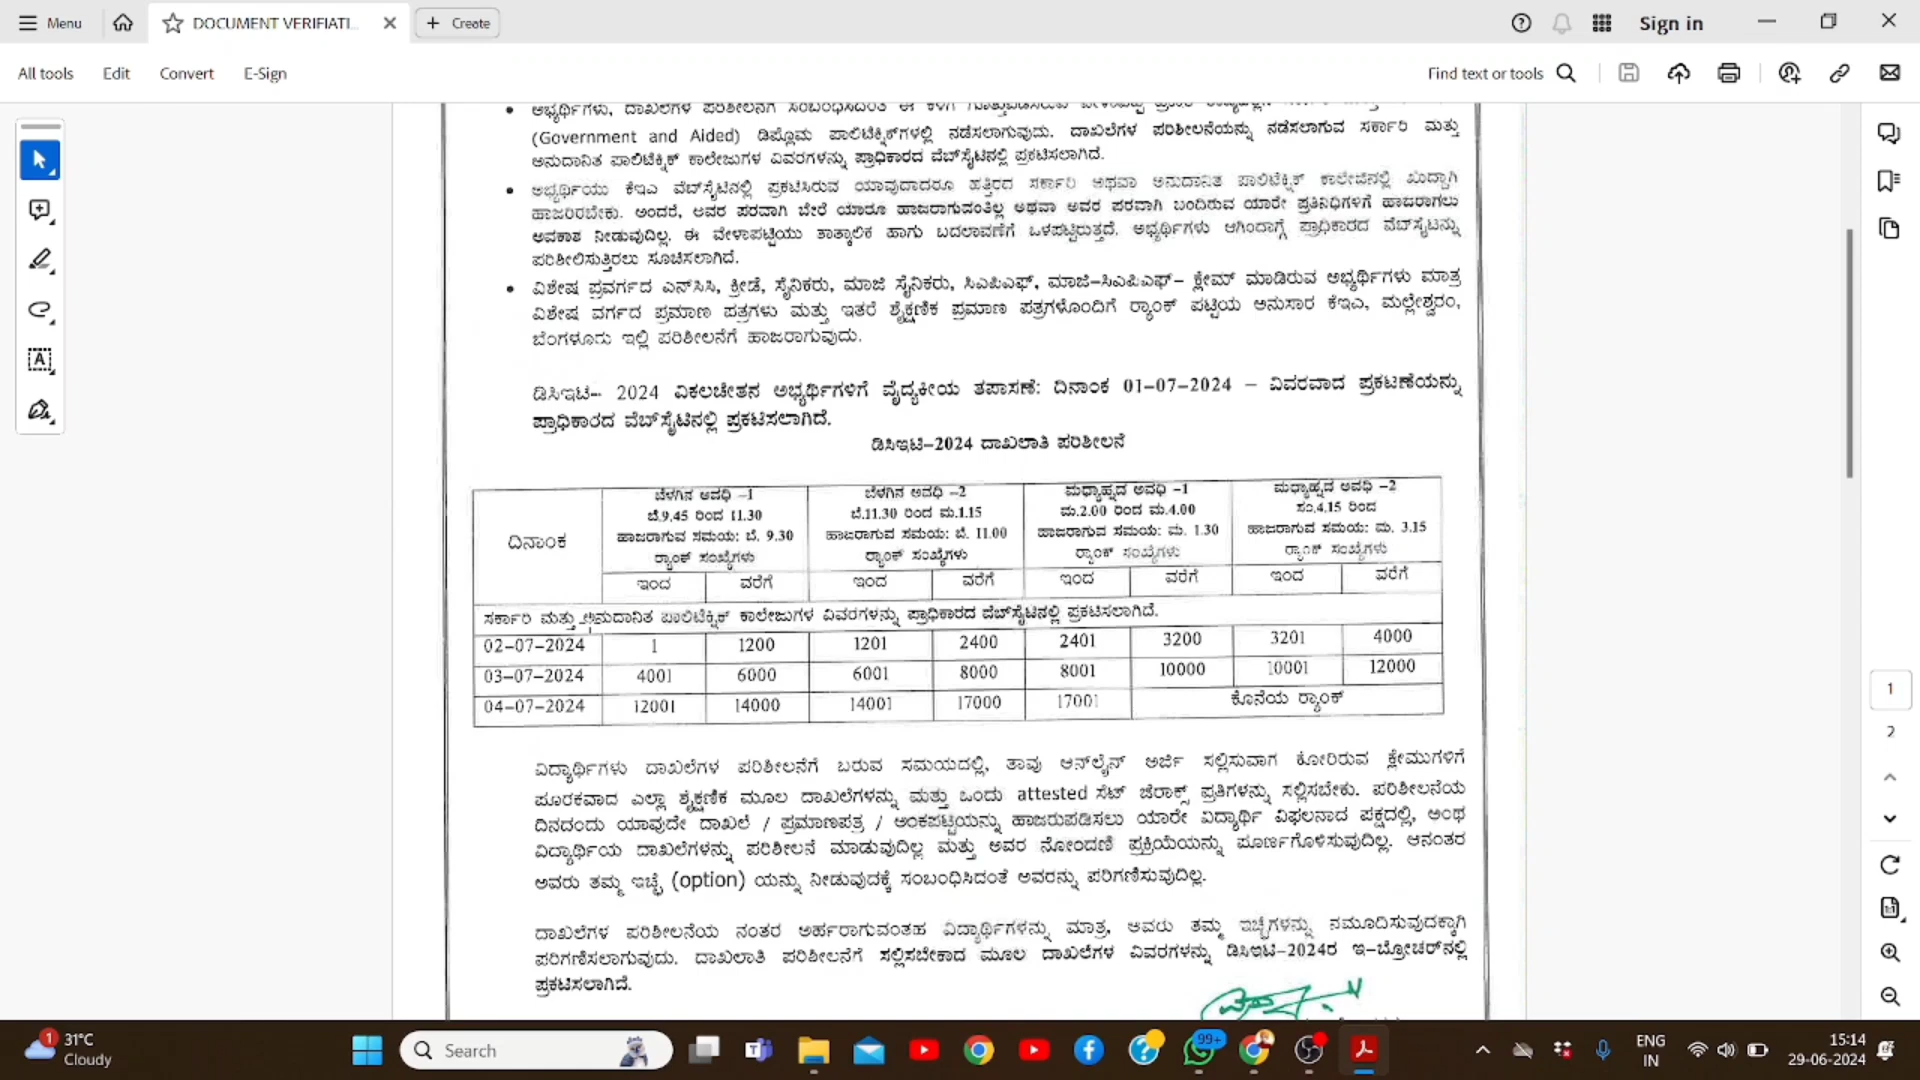 Menu
DOCUMENT VERIFIATI...
Create
Sign in
All tools
Edit
Convert
E-Sign
Find text or tools
ಅಭ್ಯರ್ಥಿಗಳು, ದಾಖಲೆಗಳ ಪರಿಶೀಲನೆಗೆ ಸಂಬಂಧಿಸಿದಂತೆ ಈ ಕೆಳಗೆ
(Government and Aided) ಡಿಪ್ಲೊಮ ಪಾಲಿಟೆಕ್ನಿಕ್‌ಗಳಲ್ಲಿ ನಡೆಸಲಾಗುವುದು. ದಾಖಲೆಗಳ ಪರಿಶೀಲನೆಯನ್ನು ನಡೆಸಲಾಗುವ ಸರ್ಕಾರಿ ಮತ್ತು
ಅನುದಾನಿತ ಪಾಲಿಟೆಕ್ನಿಕ್ ಕಾಲೇಜುಗಳ ವಿವರಗಳನ್ನು ಪ್ರಾಧಿಕಾರದ ವೆಬ್‌ಸೈಟಿನಲ್ಲಿ ಪ್ರಕಟಿಸಲಾಗಿದೆ.
• ಅಭ್ಯರ್ಥಿಯು ಕೆಇಎ ವೆಬ್‌ಸೈಟಿನಲ್ಲಿ ಪ್ರಕಟಿಸಿರುವ ಯಾವುದಾದರೂ ಹತ್ತಿರದ ಸರ್ಕಾರಿ ಅಥವಾ ಅನುದಾನಿತ ಪಾಲಿಟೆಕ್ನಿಕ್ ಕಾಲೇಜಿನಲ್ಲಿ ಖುದ್ದಾಗಿ
ಹಾಜರಿರಬೇಕು. ಅಂದರೆ, ಅವರ ಪರವಾಗಿ ಬೇರೆ ಯಾರೂ ಹಾಜರಾಗುವಂತಿಲ್ಲ ಅಥವಾ ಅವರ ಪರವಾಗಿ ಬಂದಿರುವ ಯಾರೇ ಪ್ರತಿನಿಧಿಗಳಿಗೆ ಹಾಜರಾಗಲು
ಅವಕಾಶ ನೀಡುವುದಿಲ್ಲ. ಈ ವೇಳಾಪಟ್ಟಿಯು ತಾತ್ಕಾಲಿಕ ಹಾಗು ಬದಲಾವಣೆಗೆ ಒಳಪಟ್ಟಿರುತ್ತದೆ. ಅಭ್ಯರ್ಥಿಗಳು ಆಗಿಂದಾಗ್ಗೆ ಪ್ರಾಧಿಕಾರದ ವೆಬ್‌ಸೈಟನ್ನು
ಪರಿಶೀಲಿಸುತ್ತಿರಲು ಸೂಚಿಸಲಾಗಿದೆ.
• ವಿಶೇಷ ಪ್ರವರ್ಗದ ಎನ್‌ಸಿಸಿ, ಕ್ರೀಡೆ, ಸೈನಿಕರು, ಮಾಜಿ ಸೈನಿಕರು, ಸಿಎಪಿಎಫ್, ಮಾಜಿ-ಸಿಎಪಿಎಫ್- ಕ್ಲೇಮ್ ಮಾಡಿರುವ ಅಭ್ಯರ್ಥಿಗಳು ಮಾತ್ರ
ವಿಶೇಷ ವರ್ಗದ ಪ್ರಮಾಣ ಪತ್ರಗಳು ಮತ್ತು ಇತರೆ ಶೈಕ್ಷಣಿಕ ಪ್ರಮಾಣ ಪತ್ರಗಳೊಂದಿಗೆ ರ‍್ಯಾಂಕ್ ಪಟ್ಟಿಯ ಅನುಸಾರ ಕೆಇಎ, ಮಲ್ಲೇಶ್ವರಂ,
ಬೆಂಗಳೂರು ಇಲ್ಲಿ ಪರಿಶೀಲನೆಗೆ ಹಾಜರಾಗುವುದು.
ಡಿಸಿಇಟಿ- 2024 ವಿಕಲಚೇತನ ಅಭ್ಯರ್ಥಿಗಳಿಗೆ ವೈದ್ಯಕೀಯ ತಪಾಸಣೆ: ದಿನಾಂಕ 01-07-2024 - ವಿವರವಾದ ಪ್ರಕಟಣೆಯನ್ನು
ಪ್ರಾಧಿಕಾರದ ವೆಬ್‌ಸೈಟಿನಲ್ಲಿ ಪ್ರಕಟಿಸಲಾಗಿದೆ.
ಡಿಸಿಇಟಿ-2024 ದಾಖಲಾತಿ ಪರಿಶೀಲನೆ
ದಿನಾಂಕ
ಬೆಳಗಿನ ಅವಧಿ -1
ಬೆ.9.45 ರಿಂದ 11.30
ಹಾಜರಾಗುವ ಸಮಯ: ಬೆ. 9.30
ರ‍್ಯಾಂಕ್ ಸಂಖ್ಯೆಗಳು
ಬೆಳಗಿನ ಅವಧಿ -2
ಬೆ.11.30 ರಿಂದ ಮ.1.15
ಹಾಜರಾಗುವ ಸಮಯ: ಬೆ. 11.00
ರ‍್ಯಾಂಕ್ ಸಂಖ್ಯೆಗಳು
ಮಧ್ಯಾಹ್ನದ ಅವಧಿ -1
ಮ.2.00 ರಿಂದ ಮ.4.00
ಹಾಜರಾಗುವ ಸಮಯ: ಮ. 1.30
ರ‍್ಯಾಂಕ್ ಸಂಖ್ಯೆಗಳು
ಮಧ್ಯಾಹ್ನದ ಅವಧಿ -2
ಸಂ.4.15 ರಿಂದ
ಹಾಜರಾಗುವ ಸಮಯ: ಮ. 3.15
ರ‍್ಯಾಂಕ್ ಸಂಖ್ಯೆಗಳು
ಇಂದ ವರೆಗೆ ಇಂದ ವರೆಗೆ ಇಂದ ವರೆಗೆ ಇಂದ ವರೆಗೆ
ಸರ್ಕಾರಿ ಮತ್ತು ಅನುದಾನಿತ ಪಾಲಿಟೆಕ್ನಿಕ್ ಕಾಲೇಜುಗಳ ವಿವರಗಳನ್ನು ಪ್ರಾಧಿಕಾರದ ವೆಬ್‌ಸೈಟಿನಲ್ಲಿ ಪ್ರಕಟಿಸಲಾಗಿದೆ.
02-07-2024 1 1200 1201 2400 2401 3200 3201 4000
03-07-2024 4001 6000 6001 8000 8001 10000 10001 12000
04-07-2024 12001 14000 14001 17000 17001 ಕೊನೆಯ ರ‍್ಯಾಂಕ್
ವಿದ್ಯಾರ್ಥಿಗಳು ದಾಖಲೆಗಳ ಪರಿಶೀಲನೆಗೆ ಬರುವ ಸಮಯದಲ್ಲಿ, ತಾವು ಆನ್‌ಲೈನ್ ಅರ್ಜಿ ಸಲ್ಲಿಸುವಾಗ ಕೋರಿರುವ ಕ್ಲೇಮುಗಳಿಗೆ
ಪೂರಕವಾದ ಎಲ್ಲಾ ಶೈಕ್ಷಣಿಕ ಮೂಲ ದಾಖಲೆಗಳನ್ನು ಮತ್ತು ಒಂದು attested ಸೆಟ್ ಜೆರಾಕ್ಸ್ ಪ್ರತಿಗಳನ್ನು ಸಲ್ಲಿಸಬೇಕು. ಪರಿಶೀಲನೆಯ
ದಿನದಂದು ಯಾವುದೇ ದಾಖಲೆ / ಪ್ರಮಾಣಪತ್ರ / ಅಂಕಪಟ್ಟಿಯನ್ನು ಹಾಜರುಪಡಿಸಲು ಯಾರೇ ವಿದ್ಯಾರ್ಥಿ ವಿಫಲನಾದ ಪಕ್ಷದಲ್ಲಿ, ಅಂಥ
ವಿದ್ಯಾರ್ಥಿಯ ದಾಖಲೆಗಳನ್ನು ಪರಿಶೀಲನೆ ಮಾಡುವುದಿಲ್ಲ ಮತ್ತು ಅವರ ನೋಂದಣಿ ಪ್ರಕ್ರಿಯೆಯನ್ನು ಪೂರ್ಣಗೊಳಿಸುವುದಿಲ್ಲ. ಆನಂತರ
ಅವರು ತಮ್ಮ ಇಚ್ಛೆ (option) ಯನ್ನು ನೀಡುವುದಕ್ಕೆ ಸಂಬಂಧಿಸಿದಂತೆ ಅವರನ್ನು ಪರಿಗಣಿಸುವುದಿಲ್ಲ.
ದಾಖಲೆಗಳ ಪರಿಶೀಲನೆಯ ನಂತರ ಅರ್ಹರಾಗುವಂತಹ ವಿದ್ಯಾರ್ಥಿಗಳನ್ನು ಮಾತ್ರ, ಅವರು ತಮ್ಮ ಇಚ್ಛೆಗಳನ್ನು ನಮೂದಿಸುವುದಕ್ಕಾಗಿ
ಪರಿಗಣಿಸಲಾಗುವುದು. ದಾಖಲಾತಿ ಪರಿಶೀಲನೆಗೆ ಸಲ್ಲಿಸಬೇಕಾದ ಮೂಲ ದಾಖಲೆಗಳ ವಿವರಗಳನ್ನು ಡಿಸಿಇಟಿ-2024ರ ಇ-ಬ್ರೋಚರ್‌ನಲ್ಲಿ
ಪ್ರಕಟಿಸಲಾಗಿದೆ.
1
2
1
31°C
Cloudy
Search
99+
ENG
IN
15:14
29-06-2024